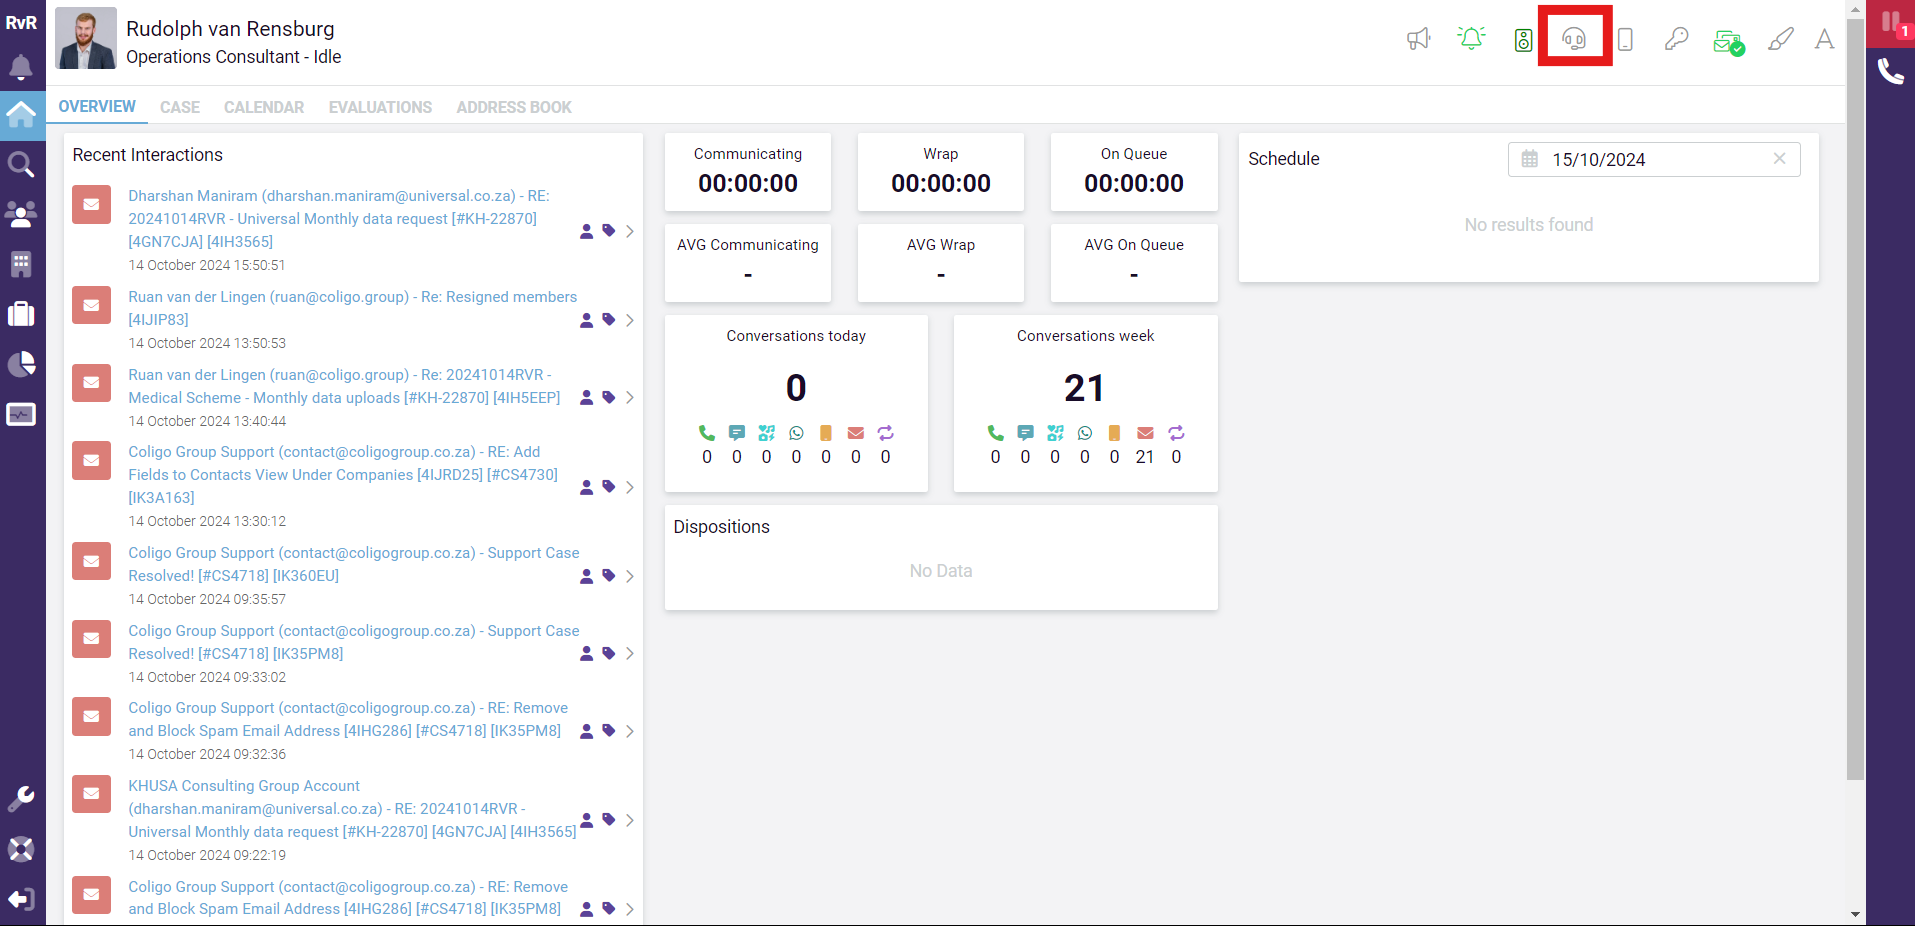 RvR
Rudolph van Rensburg
Operations Consultant - Idle
1
OVERVIEW CASE CALENDAR EVALUATIONS ADDRESS BOOK
Recent Interactions
Dharshan Maniram (dharshan.maniram@universal.co.za) - RE:
20241014RVR - Universal Monthly data request [#KH-22870]
[4GN7CJA] [4IH3565]
14 October 2024 15:50:51
Ruan van der Lingen (ruan@coligo.group) - Re: Resigned members
[4IJIP83]
14 October 2024 13:50:53
Ruan van der Lingen (ruan@coligo.group) - Re: 20241014RVR -
Medical Scheme - Monthly data uploads [#KH-22870] [4IH5EEP]
14 October 2024 13:40:44
Coligo Group Support (contact@coligogroup.co.za) - RE: Add
Fields to Contacts View Under Companies [4IJRD25] [#CS4730]
[IK3A163]
14 October 2024 13:30:12
Coligo Group Support (contact@coligogroup.co.za) - Support Case
Resolved! [#CS4718] [IK360EU]
14 October 2024 09:35:57
Coligo Group Support (contact@coligogroup.co.za) - Support Case
Resolved! [#CS4718] [IK35PM8]
14 October 2024 09:33:02
Coligo Group Support (contact@coligogroup.co.za) - RE: Remove
and Block Spam Email Address [4IHG286] [#CS4718] [IK35PM8]
14 October 2024 09:32:36
KHUSA Consulting Group Account
(dharshan.maniram@universal.co.za) - RE: 20241014RVR -
Universal Monthly data request [#KH-22870] [4GN7CJA] [4IH3565]
14 October 2024 09:22:19
Coligo Group Support (contact@coligogroup.co.za) - RE: Remove
and Block Spam Email Address [4IHG286] [#CS4718] [IK35PM8]
Communicating
00:00:00
Wrap
00:00:00
On Queue
00:00:00
AVG Communicating
-
AVG Wrap
-
AVG On Queue
-
Conversations today
0
0 0 0 0 0 0 0
Conversations week
21
0 0 0 0 0 21 0
Dispositions
No Data
Schedule
15/10/2024
No results found